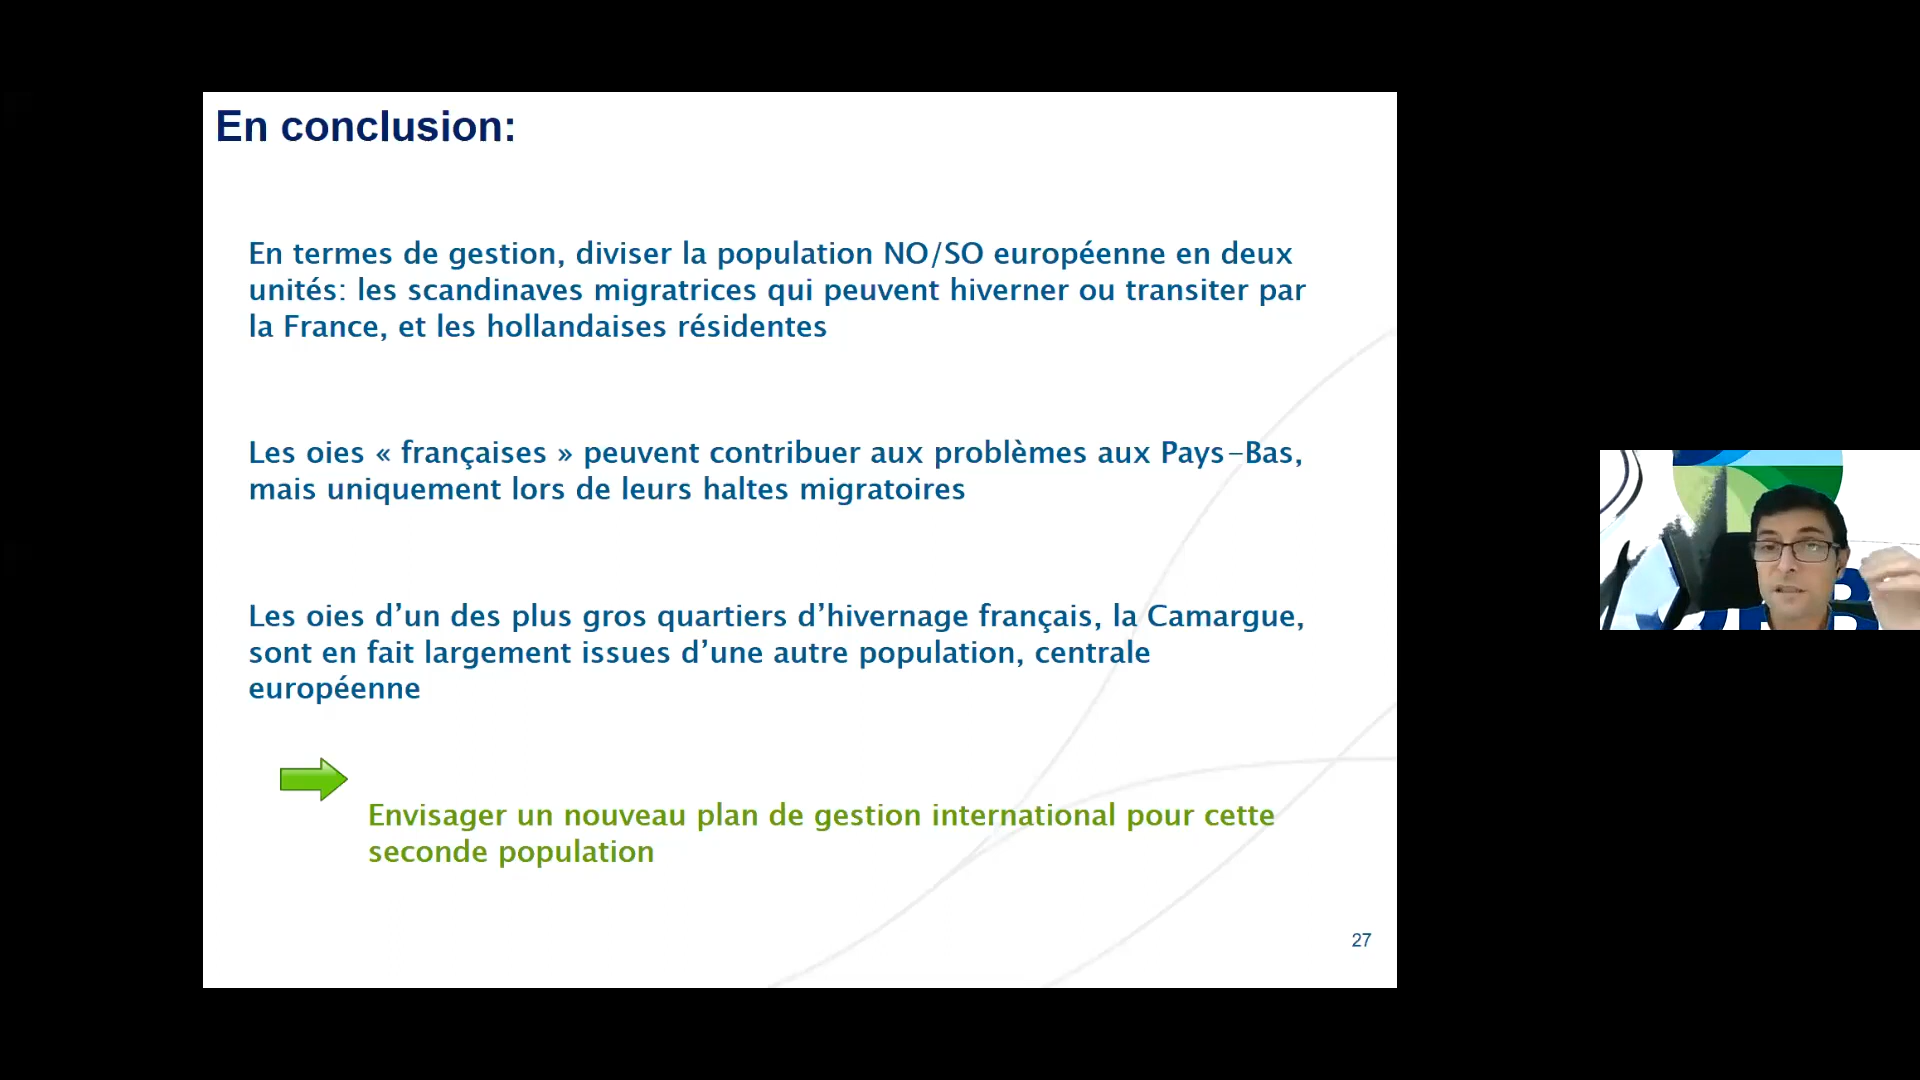 En conclusion:
En termes de gestion, diviser la population NO/SO européenne en deux
unités: les scandinaves migratrices qui peuvent hiverner ou transiter par
la France, et les hollandaises résidentes
Les oies « françaises » peuvent contribuer aux problèmes aux Pays-Bas,
mais uniquement lors de leurs haltes migratoires
Les oies d’un des plus gros quartiers d’hivernage français, la Camargue,
sont en fait largement issues d’une autre population, centrale
européenne
Envisager un nouveau plan de gestion international pour cette
seconde population
27